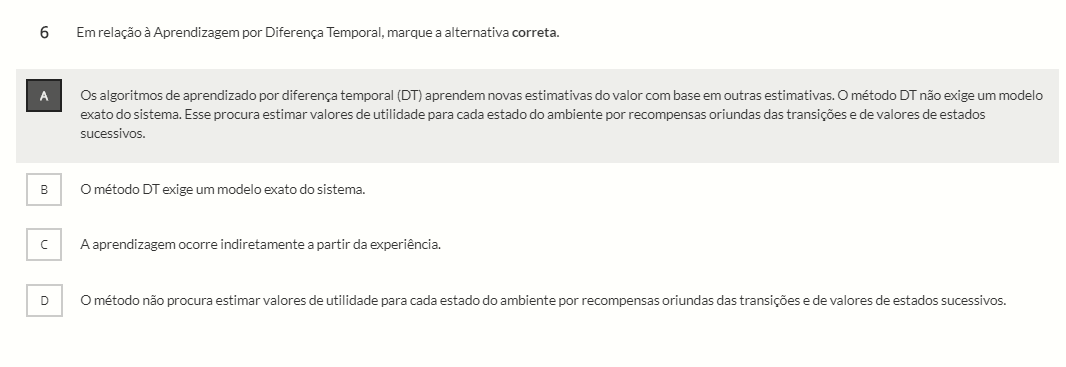 6 Em relação à Aprendizagem por Diferença Temporal, marque a alternativa correta.
A Os algoritmos de aprendizado por diferença temporal (DT) aprendem novas estimativas do valor com base em outras estimativas. O método DT não exige um modelo
exato do sistema. Esse procura estimar valores de utilidade para cada estado do ambiente por recompensas oriundas das transições e de valores de estados
sucessivos.
B O método DT exige um modelo exato do sistema.
C A aprendizagem ocorre indiretamente a partir da experiência.
D O método não procura estimar valores de utilidade para cada estado do ambiente por recompensas oriundas das transições e de valores de estados sucessivos.